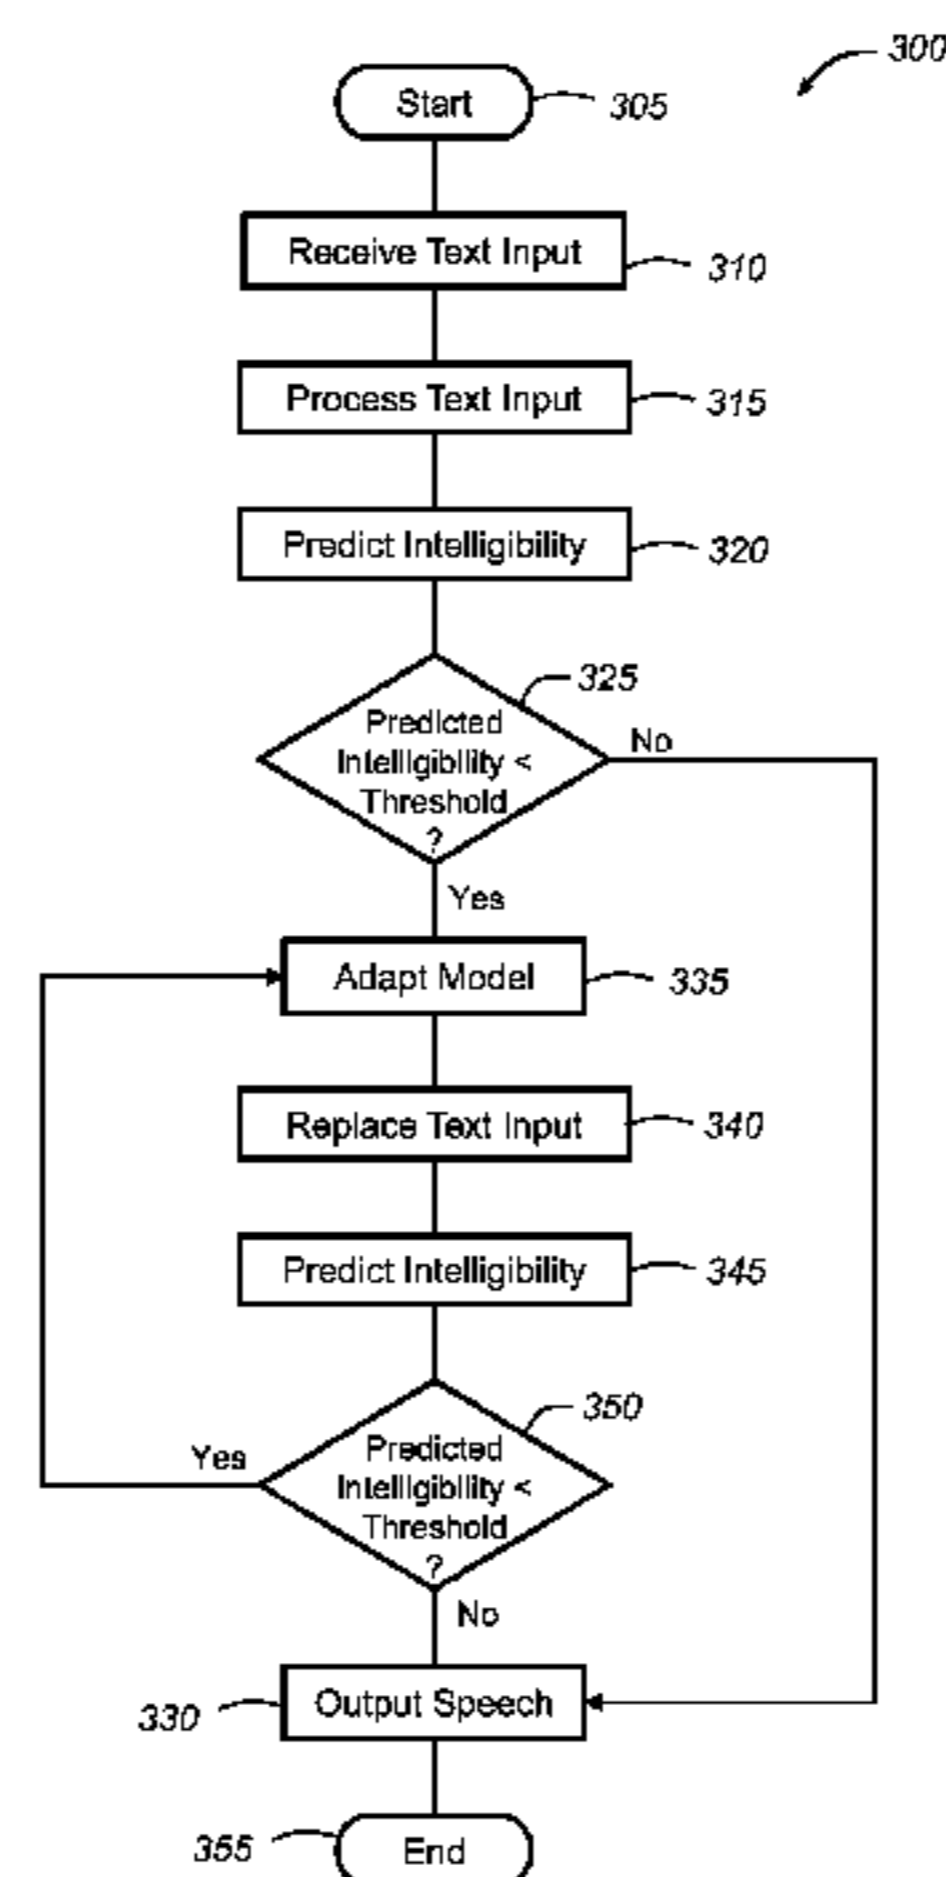 300
Start
305
Receive Text Input
310
Process Text Input
315
Predict Intelligibility
320
325
Predicted
Intelligibility <
Threshold
?
No
Yes
Adapt Model
335
Replace Text Input
340
Predict Intelligibility
345
350
Predicted
Intelligibility <
Threshold
?
Yes
No
Output Speech
330
End
355